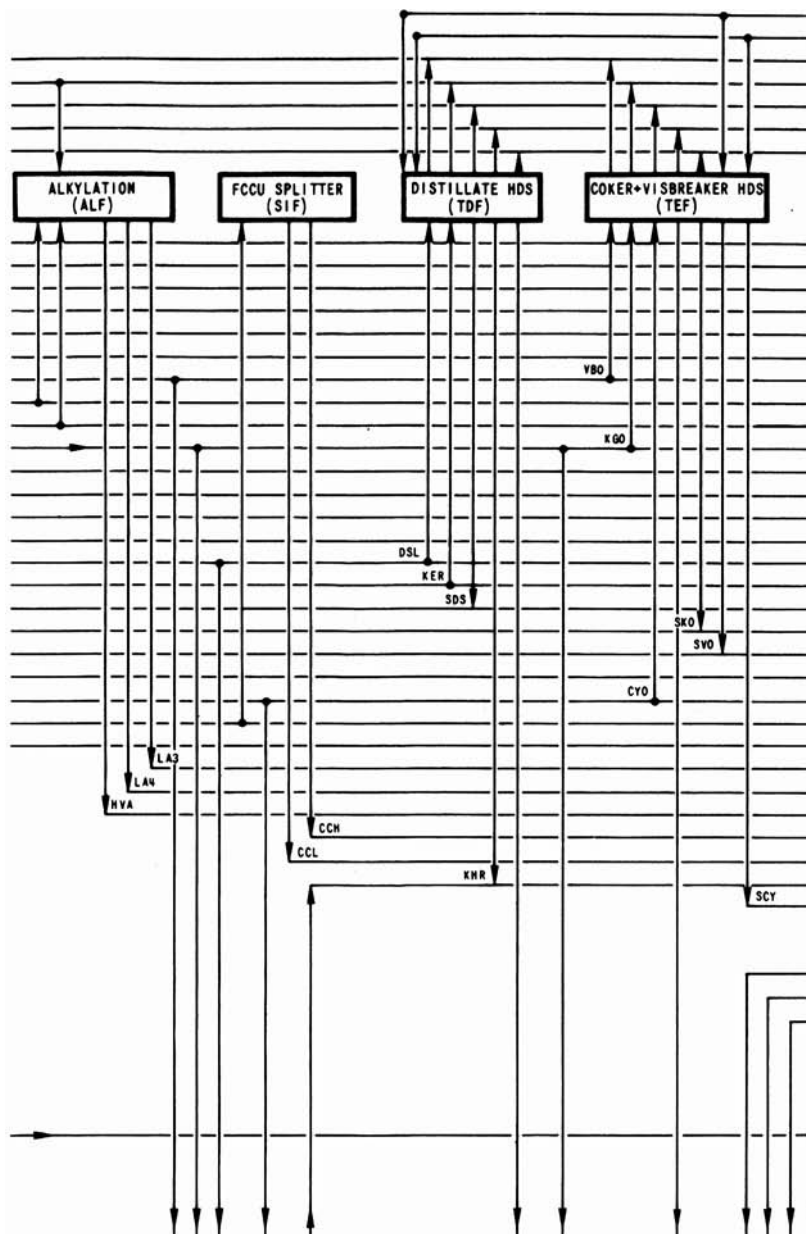 ALKYLATION
(ALF)
FCCU SPLITTER
(SIF)
DISTILLATE HDS
(TDF)
COKER+VISBREAKER HDS
(TEF)
VBO
KGO
DSL
KER
SDS
SKO
SVO
CYO
LA3
LA4
HVA
CCH
CCL
KHR
SCY